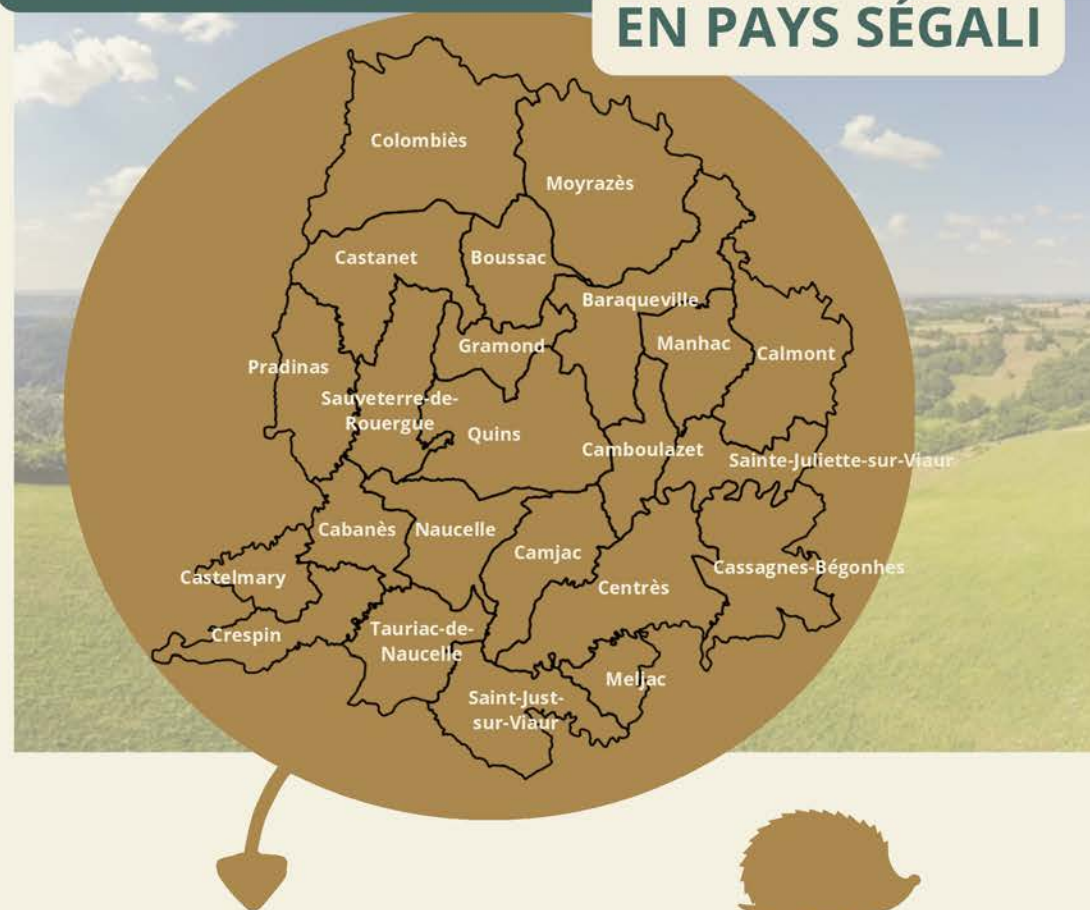 EN PAYS SÉGALI
Colombiès
Moyrazès
Castanet
Boussac
Baraqueville
Gramond
Manhac
Calmont
Pradinas
Sauveterre-de-
Rouergue
Quins
Camboulazet
Sainte-Juliette-sur-Viaur
Cabanès
Naucelle
Camjac
Cassagnes-Bégonhes
Castelmary
Centrès
Crespin
Tauriac-de-
Naucelle
Meljac
Saint-Just-
sur-Viaur